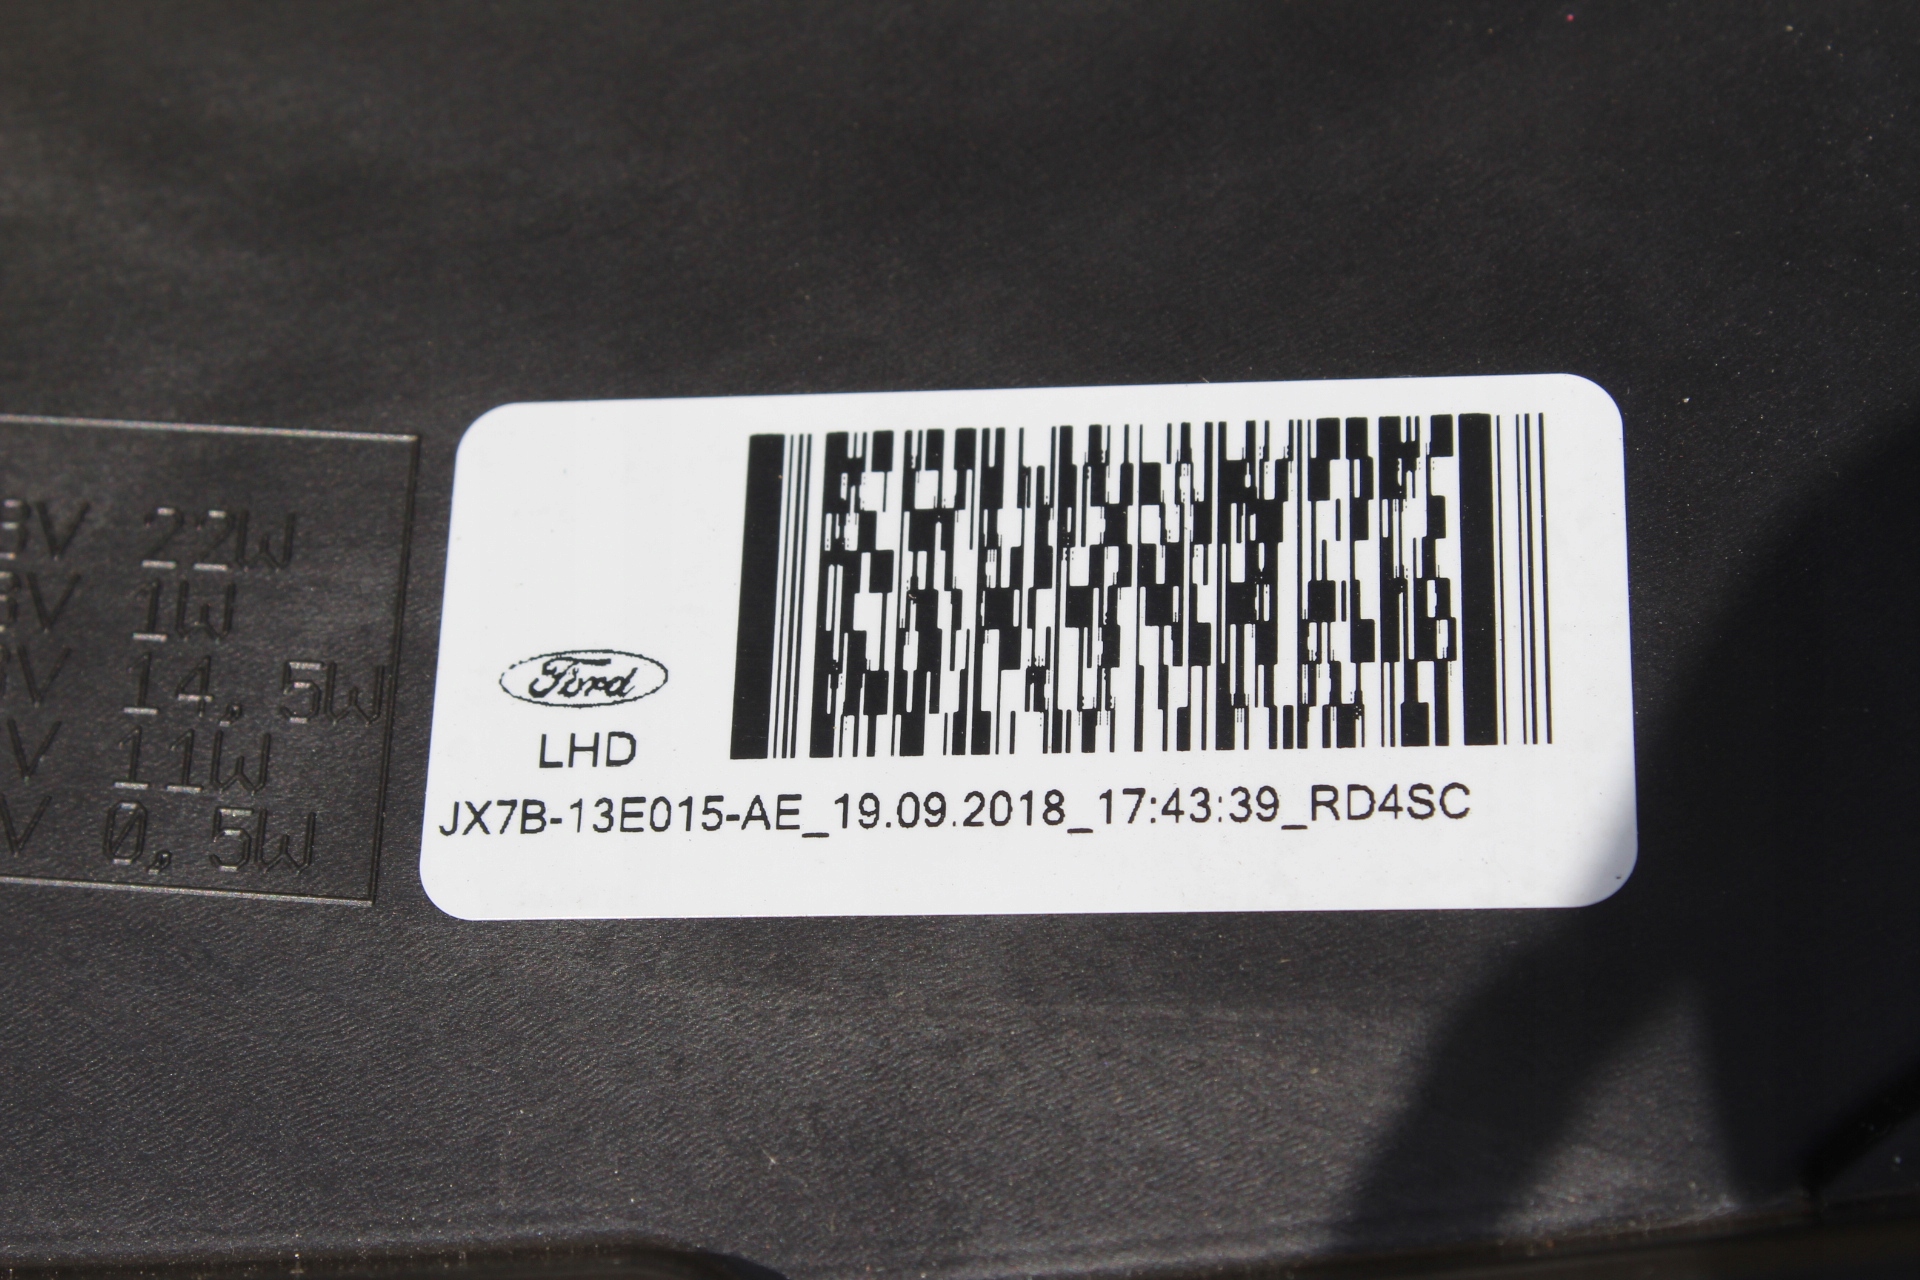 22W
1W
14,5W
V 11W
V 0,5W
Ford
LHD
JX7B-13E015-AE_19.09.2018_17:43:39_RD4SC